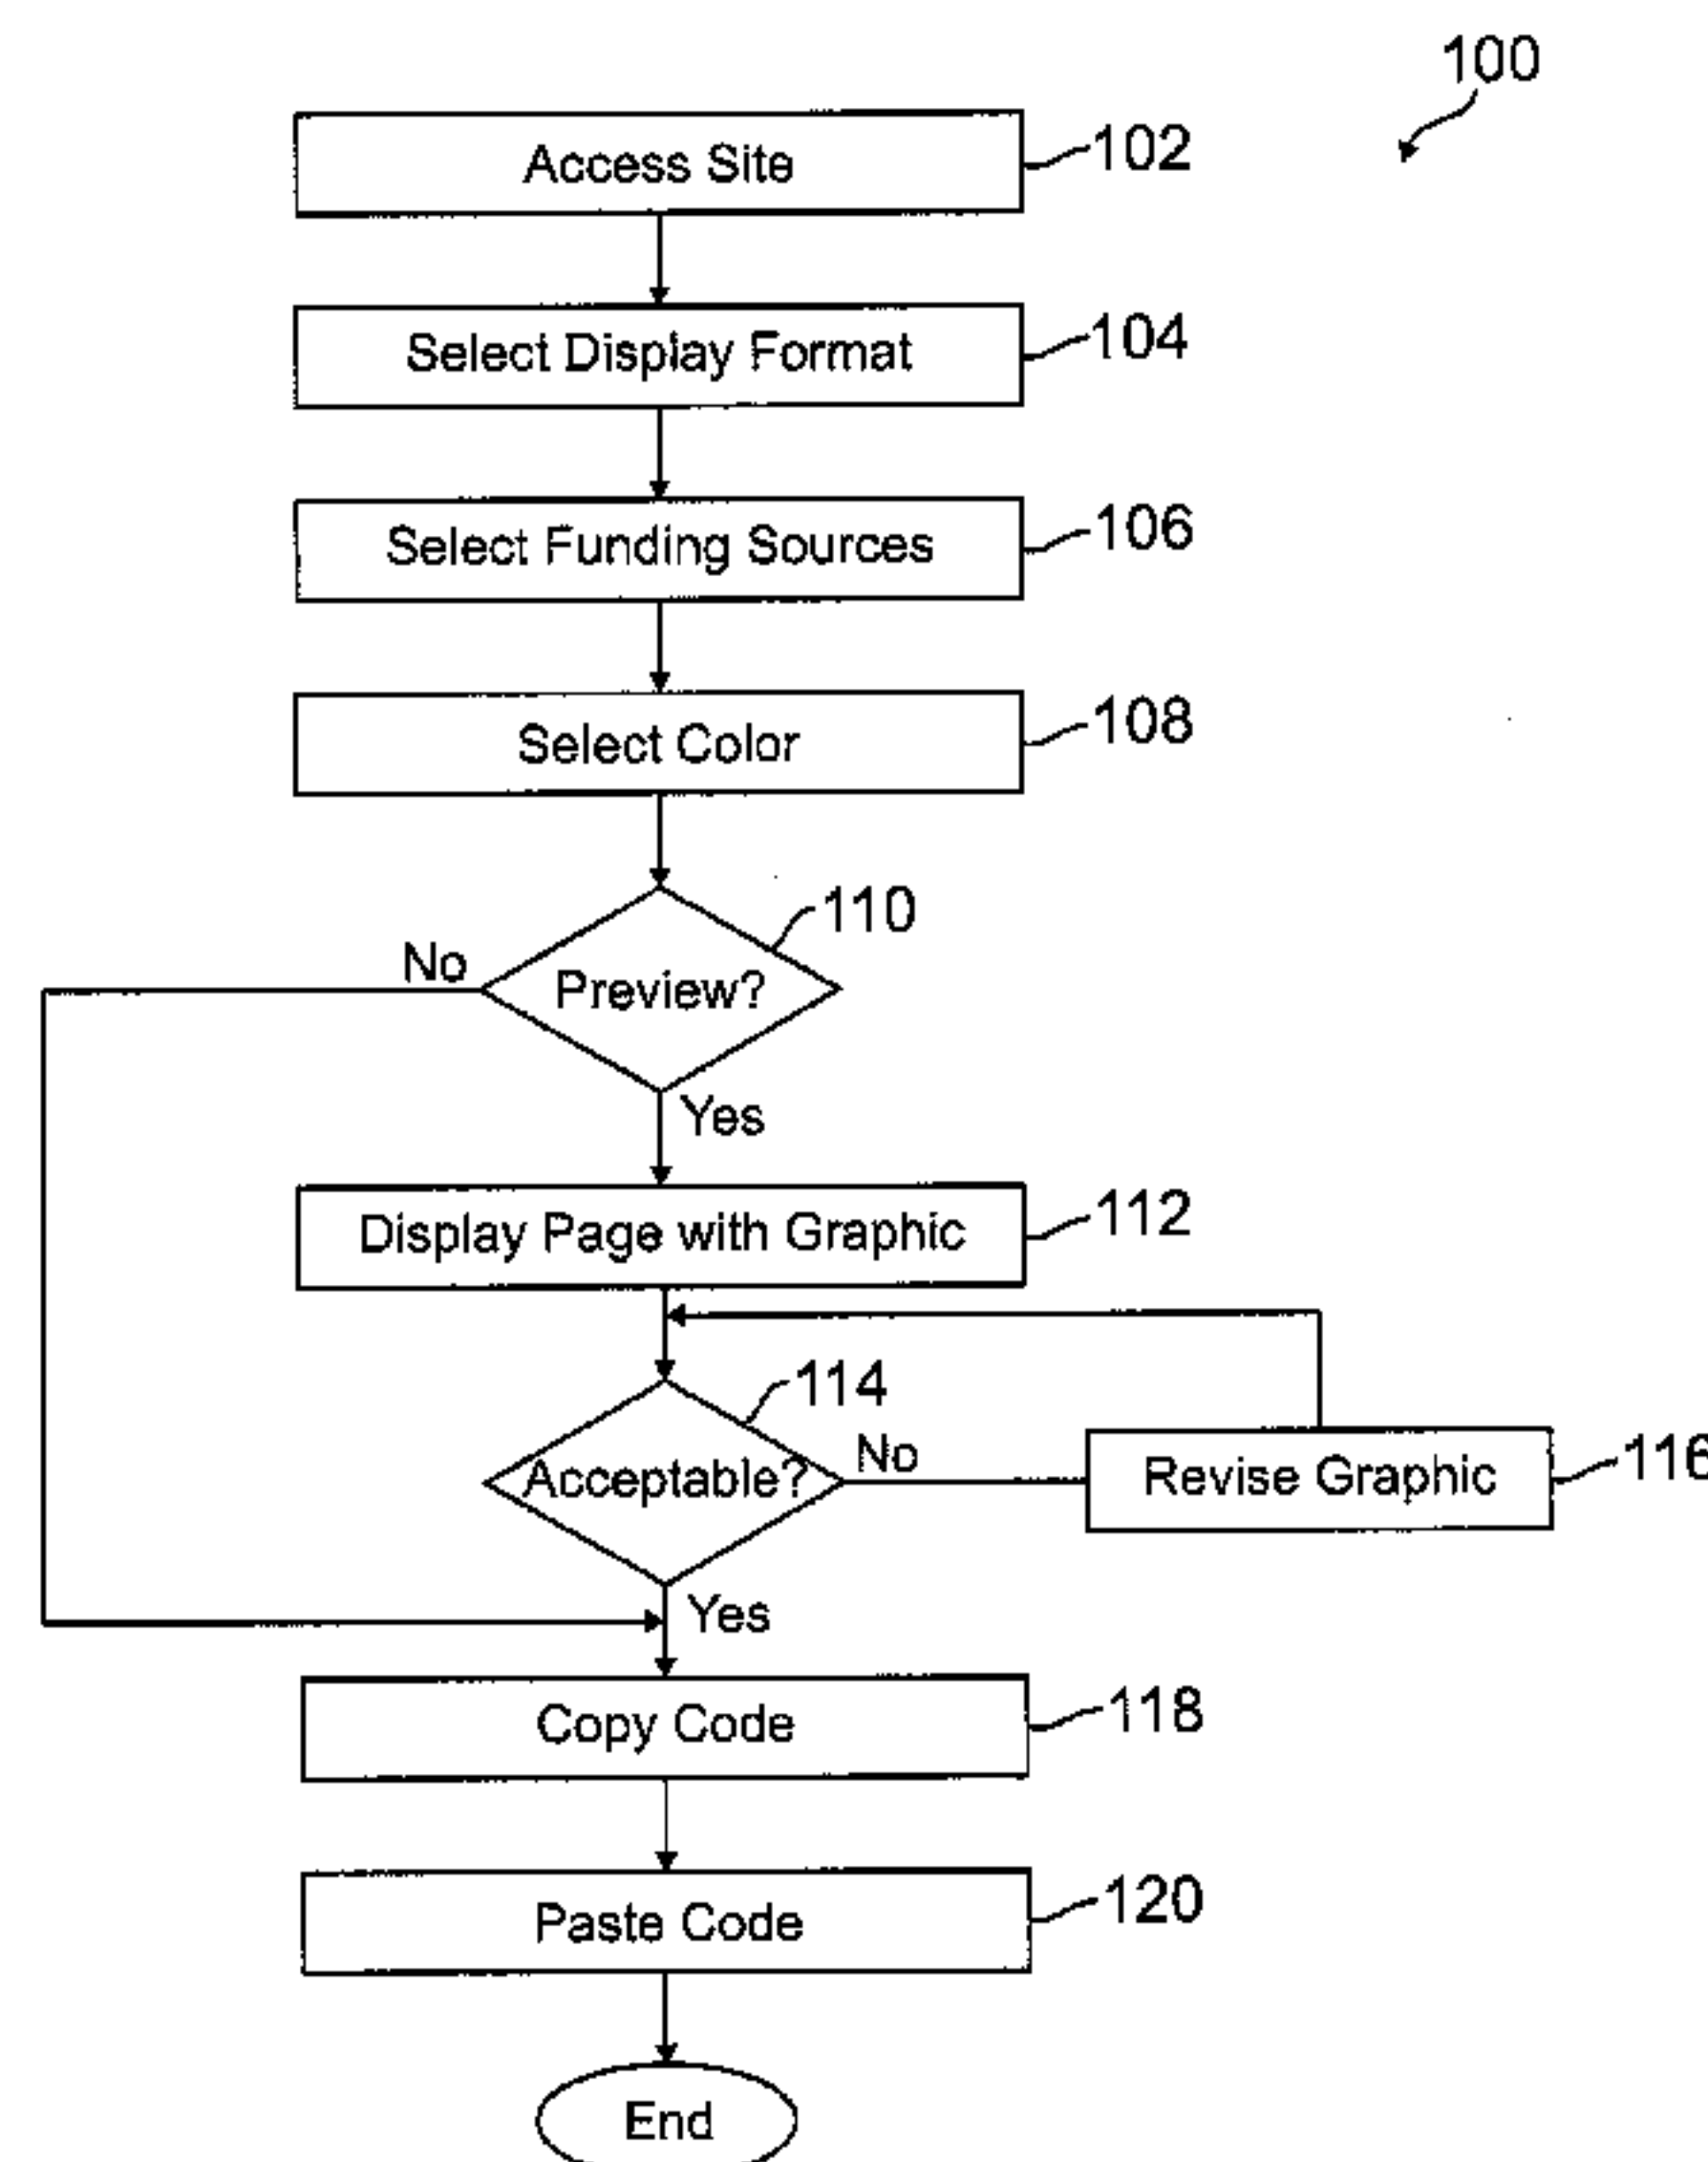 100
Access Site
102
Select Display Format
104
Select Funding Sources
106
Select Color
108
110
No
Preview?
Yes
Display Page with Graphic
112
114
Acceptable?
No
Revise Graphic
116
Yes
Copy Code
118
Paste Code
120
End